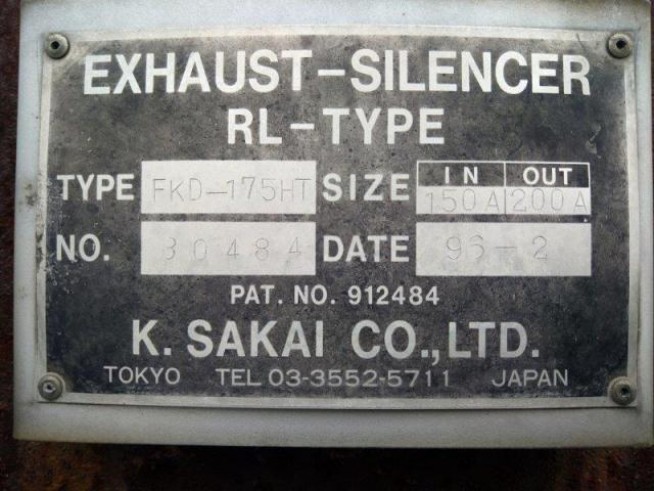 EXHAUST-SILENCER
RL-TYPE
TYPE FKD-175HT SIZE IN 150A OUT 200A
NO. 30484 DATE 96-2
PAT. NO. 912484
K. SAKAI CO.,LTD.
TOKYO TEL 03-3552-5711 JAPAN